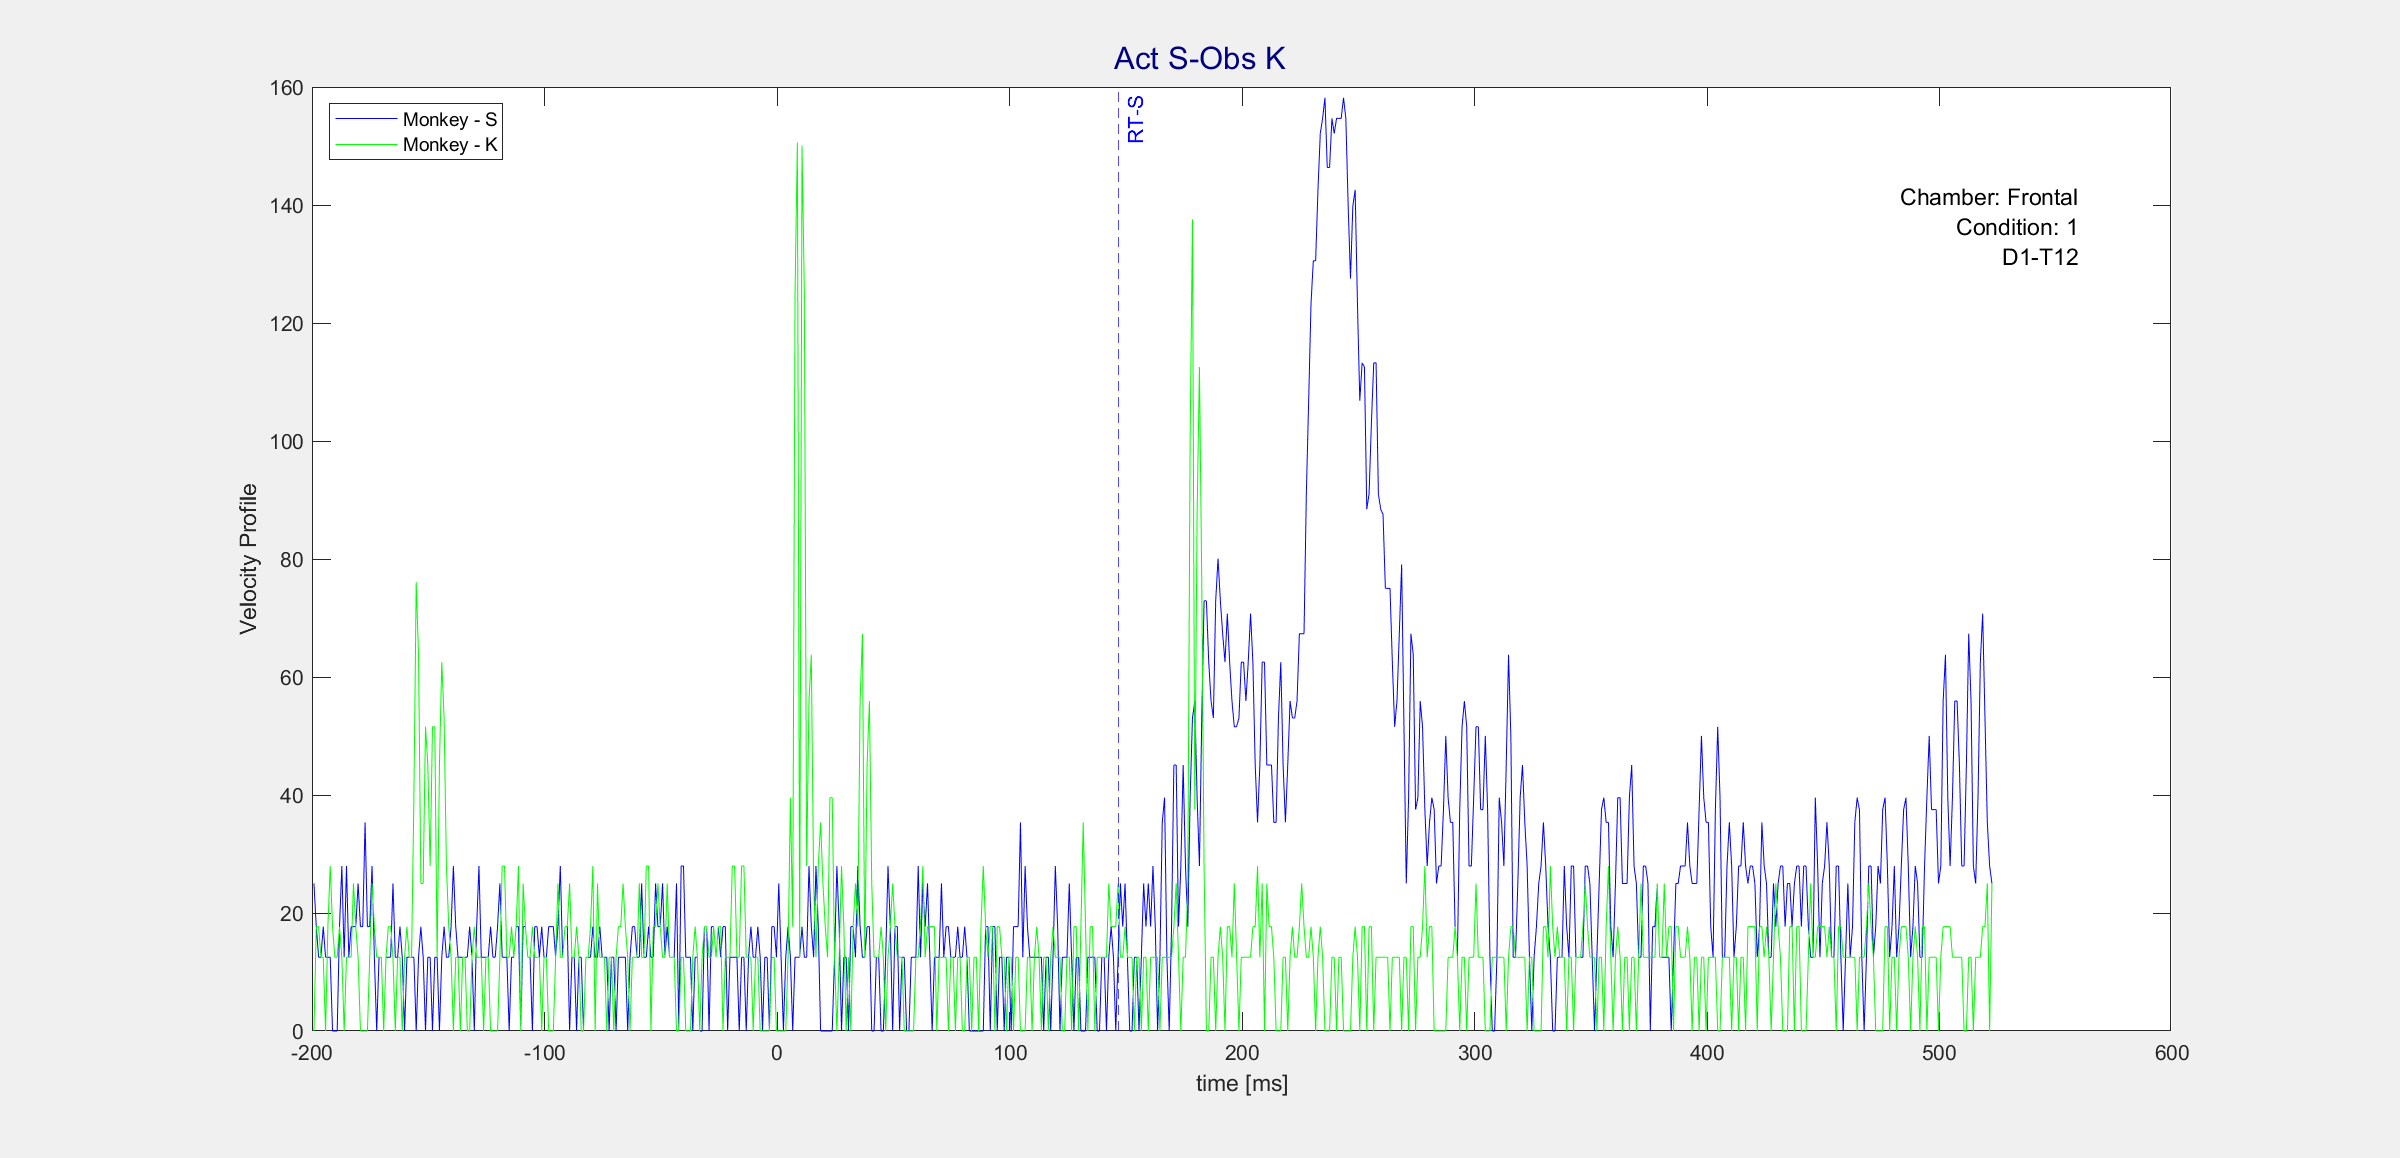 Act S-Obs K
160
140
120
100
80
60
40
20
0
Velocity Profile
Monkey - S
Monkey - K
RT-S
Chamber: Frontal
Condition: 1
D1-T12
-200 -100 0 100 200 300 400 500 600
time [ms]